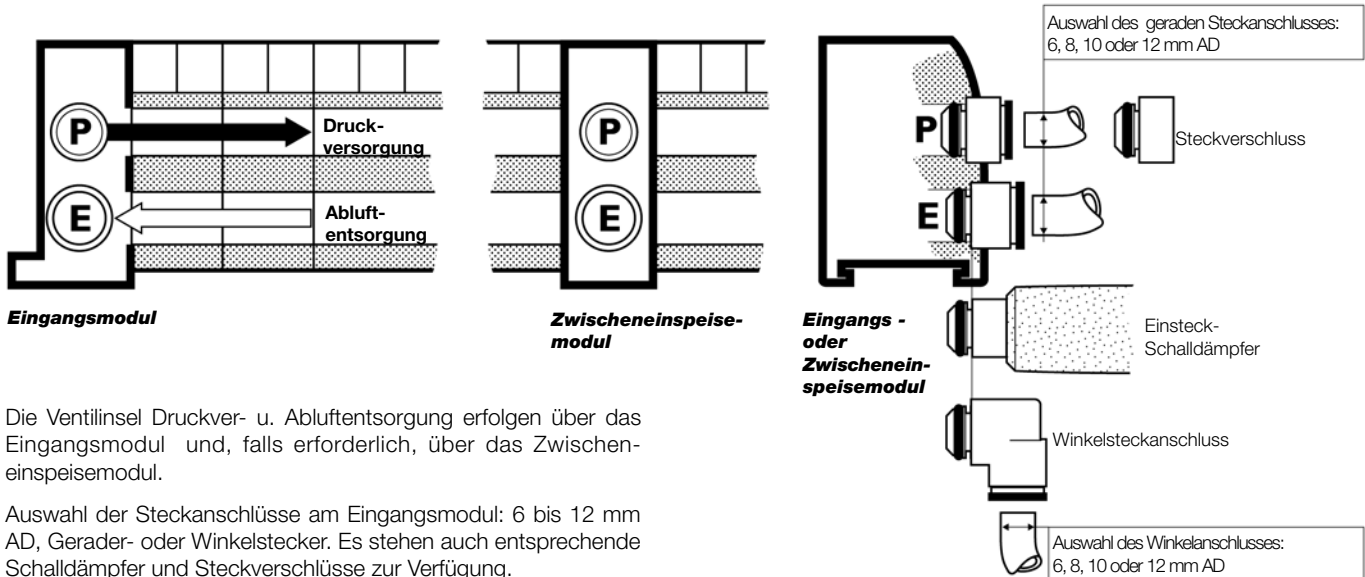 P
Druck-
versorgung
E
Abluft-
entsorgung
Eingangsmodul
P
E
Zwischeneinspeise-
modul
Auswahl des geraden Steckanschlusses:
6, 8, 10 oder 12 mm AD
P
E
Steckverschluss
Eingangs -
oder
Zwischenein-
speisemodul
Einsteck-
Schalldämpfer
Winkelsteckanschluss
Auswahl des Winkelanschlusses:
6, 8, 10 oder 12 mm AD
Die Ventilinsel Druckver- u. Abluftentsorgung erfolgen über das
Eingangsmodul und, falls erforderlich, über das Zwischen-
einspeisemodul.
Auswahl der Steckanschlüsse am Eingangsmodul: 6 bis 12 mm
AD, Gerader- oder Winkelstecker. Es stehen auch entsprechende
Schalldämpfer und Steckverschlüsse zur Verfügung.